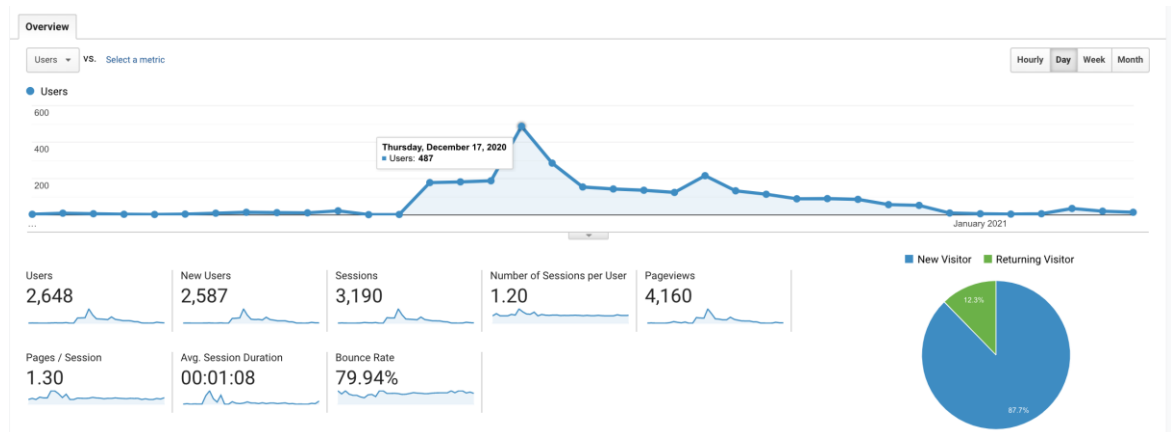 Overview
Users VS. Select a metric
Hourly Day Week Month
Users
600
400
200
Thursday, December 17, 2020
Users: 487
...
January 2021
Users
2,648
New Users
2,587
Sessions
3,190
Number of Sessions per User
1.20
Pageviews
4,160
Pages / Session
1.30
Avg. Session Duration
00:01:08
Bounce Rate
79.94%
New Visitor Returning Visitor
12.3%
87.7%